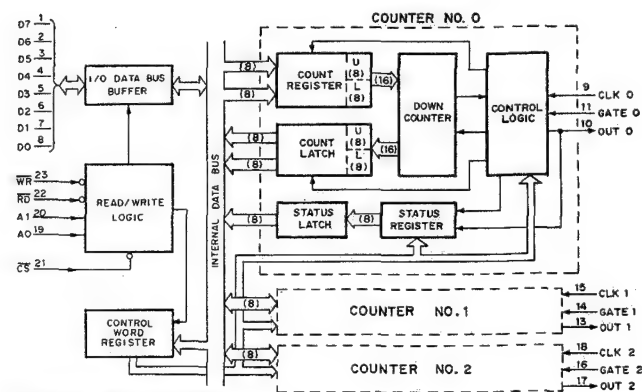 COUNTER NO. 0
D7 1
D6 2
D5 3
D4 4
D3 5
D2 6
D1 7
D0 8
I/O DATA BUS
BUFFER
WR 23
RD 22
A1 20
A0 19
CS 21
READ/WRITE
LOGIC
CONTROL
WORD
REGISTER
INTERNAL DATA BUS
(8)
(8)
COUNT
REGISTER
U
(8)
L
(8)
(16)
DOWN
COUNTER
CONTROL
LOGIC
9 CLK 0
11 GATE 0
10 OUT 0
(8)
(8)
COUNT
LATCH
U
(8)
L
(8)
(16)
(8)
STATUS
LATCH
(8)
STATUS
REGISTER
(8)
COUNTER NO.1
15 CLK 1
14 GATE 1
13 OUT 1
(8)
COUNTER NO. 2
18 CLK 2
16 GATE 2
17 OUT 2